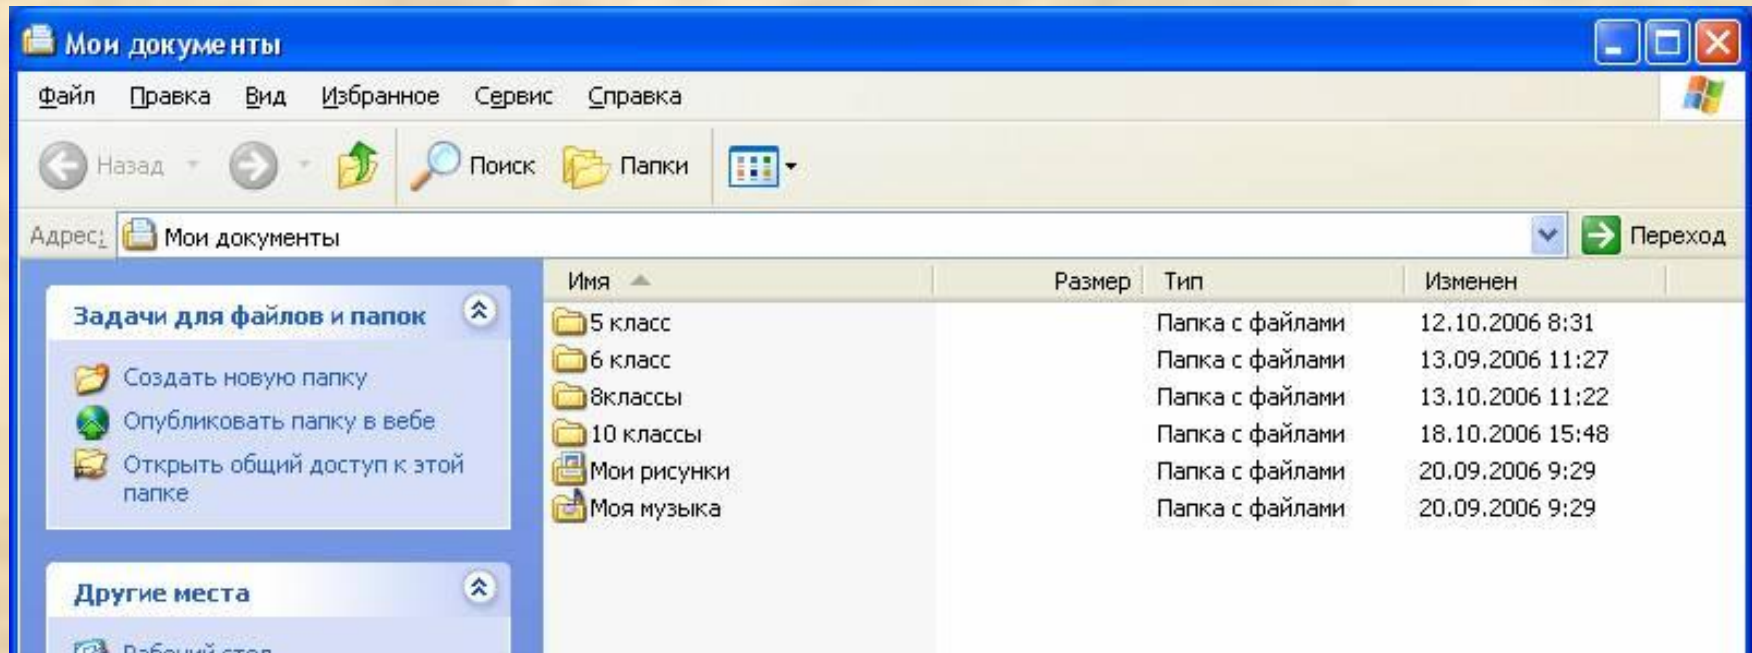 Мои документы
Файл Правка Вид Избранное Сервис Справка
Назад Поиск Папки
Адрес: Мои документы Переход
Задачи для файлов и папок
Создать новую папку
Опубликовать папку в вебе
Открыть общий доступ к этой
папке
Другие места
Рабочий стол
Имя Размер Тип Изменен
5 класс Папка с файлами 12.10.2006 8:31
6 класс Папка с файлами 13.09.2006 11:27
8классы Папка с файлами 13.10.2006 11:22
10 классы Папка с файлами 18.10.2006 15:48
Мои рисунки Папка с файлами 20.09.2006 9:29
Моя музыка Папка с файлами 20.09.2006 9:29